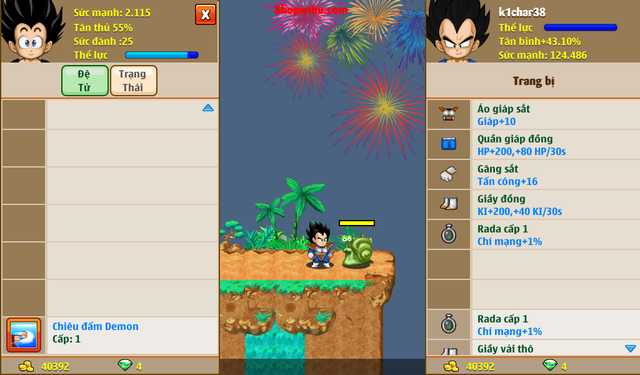 Sức mạnh: 2.115
Tân thủ 55%
Sức đánh :25
Thể lực
X
Đệ
Tử
Trạng
Thái
Chiêu đấm Demon
Cấp: 1
40392
4
k1char38
Thể lực
Tân binh+43.10%
Sức mạnh: 124.486
Trang bị
Áo giáp sắt
Giáp+10
Quần giáp đồng
HP+200,+80 HP/30s
Găng sắt
Tấn công+16
Giầy đồng
KI+200,+40 KI/30s
Rada cấp 1
Chí mạng+1%
Rada cấp 1
Chí mạng+1%
Giầy vải thô
40392
4